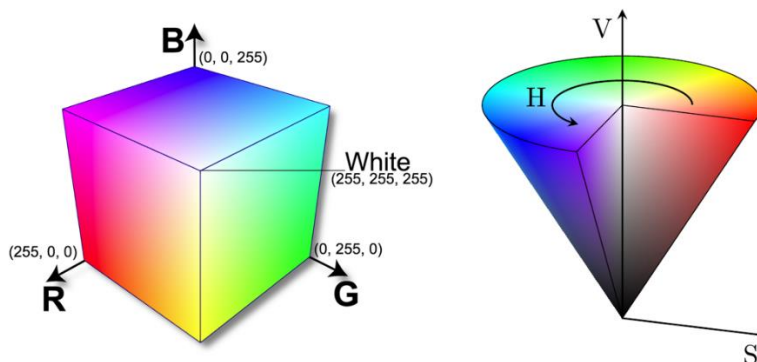 B
(0, 0, 255)
White
(255, 255, 255)
(255, 0, 0)
(0, 255, 0)
R
G
V
H
S